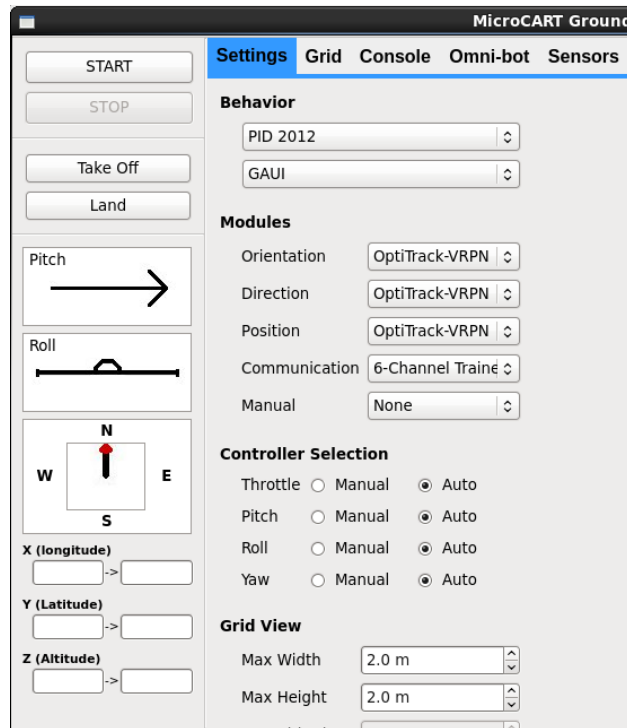 MicroCART Ground
START
STOP
Take Off
Land
Pitch
Roll
N
W E
S
X (longitude)
->
Y (Latitude)
->
Z (Altitude)
->
Settings Grid Console Omni-bot Sensors
Behavior
PID 2012
GAUI
Modules
Orientation OptiTrack-VRPN
Direction OptiTrack-VRPN
Position OptiTrack-VRPN
Communication 6-Channel Traine
Manual None
Controller Selection
Throttle Manual Auto
Pitch Manual Auto
Roll Manual Auto
Yaw Manual Auto
Grid View
Max Width 2.0 m
Max Height 2.0 m